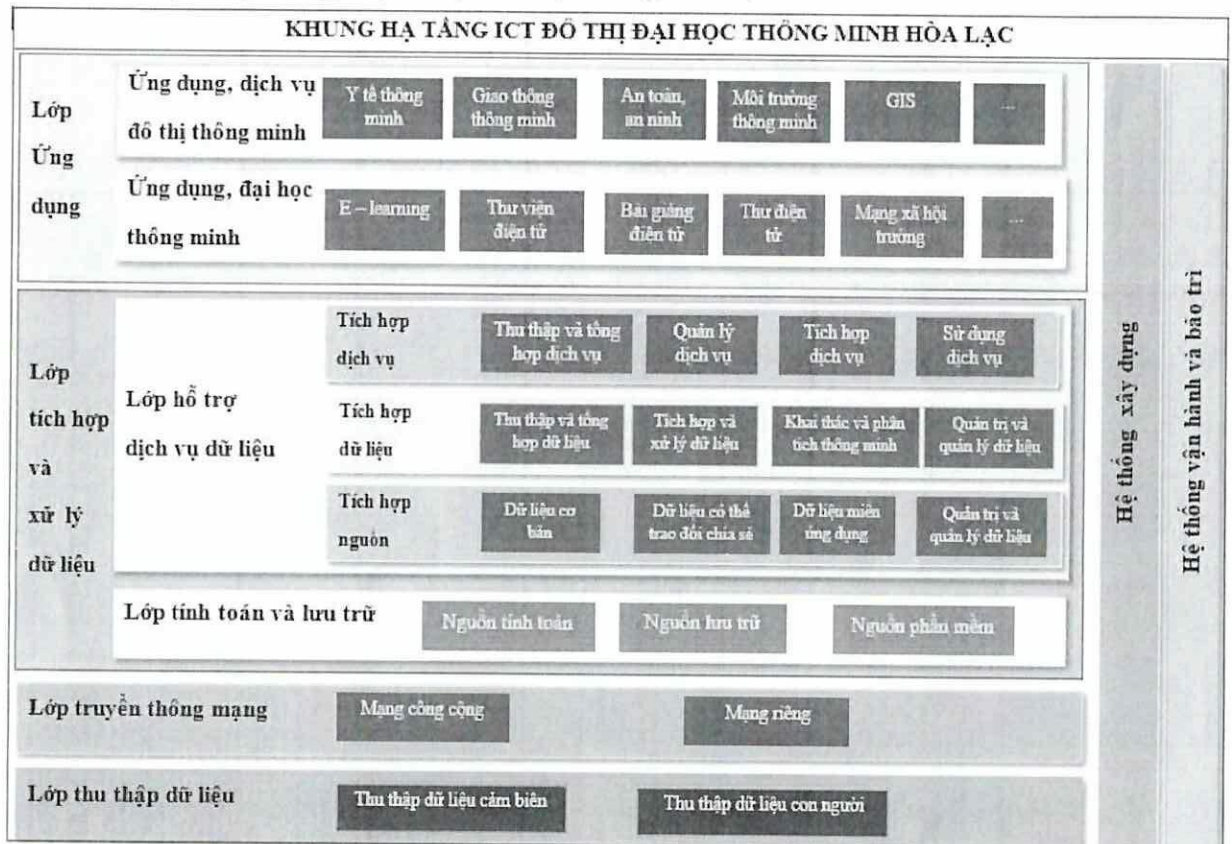 KHUNG HẠ TẦNG ICT ĐÔ THỊ ĐẠI HỌC THÔNG MINH HÒA LẠC
Lớp
Ứng
dụng
Ứng dụng, dịch vụ
đô thị thông minh
Y tế thông
minh
Giao thông
thông minh
An toàn,
an ninh
Môi trường
thông minh
GIS
...
Ứng dụng, đại học
thông minh
E – learning
Thư viện
điện tử
Bài giảng
điện tử
Thư điện
tử
Mạng xã hội
trường
...
Lớp
tích hợp
và
xử lý
dữ liệu
Lớp hỗ trợ
dịch vụ dữ liệu
Tích hợp
dịch vụ
Thu thập và tổng
hợp dịch vụ
Quản lý
dịch vụ
Tích hợp
dịch vụ
Sử dụng
dịch vụ
Tích hợp
dữ liệu
Thu thập và tổng
hợp dữ liệu
Tích hợp và
xử lý dữ liệu
Khai thác và phân
tích thông minh
Quản trị và
quản lý dữ liệu
Tích hợp
nguồn
Dữ liệu cơ
bản
Dữ liệu có thể
trao đổi chia sẻ
Dữ liệu miền
ứng dụng
Quản trị và
quản lý dữ liệu
Lớp tính toán và lưu trữ
Nguồn tính toán
Nguồn lưu trữ
Nguồn phần mềm
Lớp truyền thông mạng
Mạng công cộng
Mạng riêng
Lớp thu thập dữ liệu
Thu thập dữ liệu cảm biến
Thu thập dữ liệu con người
Hệ thống xây dựng
Hệ thống vận hành và bảo trì